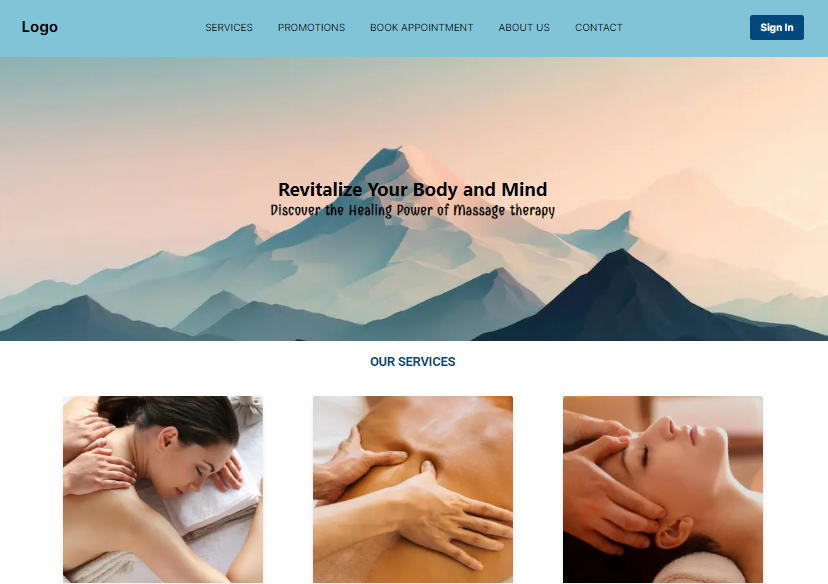 Logo
SERVICES PROMOTIONS BOOK APPOINTMENT ABOUT US CONTACT
Sign In
Revitalize Your Body and Mind
Discover the Healing Power of Massage therapy
OUR SERVICES